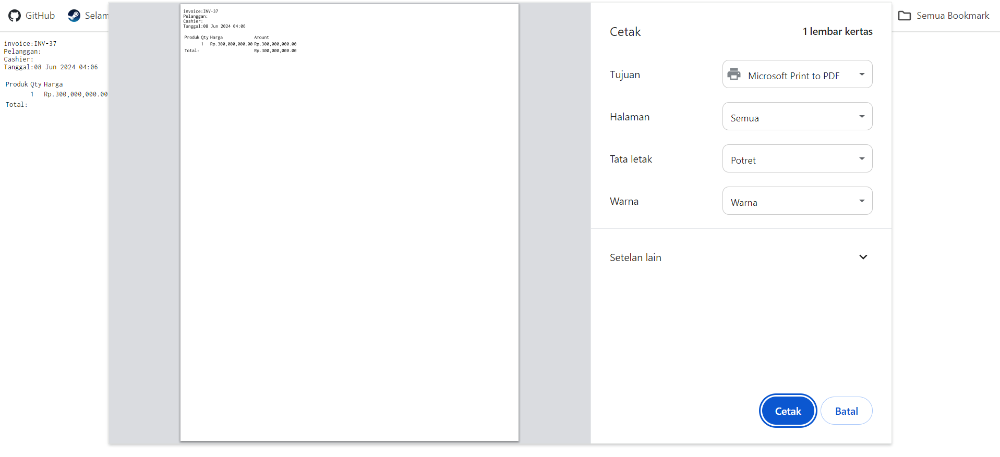 GitHub
Selam
Semua Bookmark
invoice:INV-37
Pelanggan:
Cashier:
Tanggal:08 Jun 2024 04:06
Produk Qty Harga
1 Rp.300,000,000.00
Total:
invoice:INV-37
Pelanggan:
Cashier:
Tanggal:08 Jun 2024 04:06
Produk Qty Harga Amount
1 Rp.300,000,000.00 Rp.300,000,000.00
Total: Rp.300,000,000.00
Cetak 1 lembar kertas
Tujuan Microsoft Print to PDF
Halaman Semua
Tata letak Potret
Warna Warna
Setelan lain
Cetak Batal